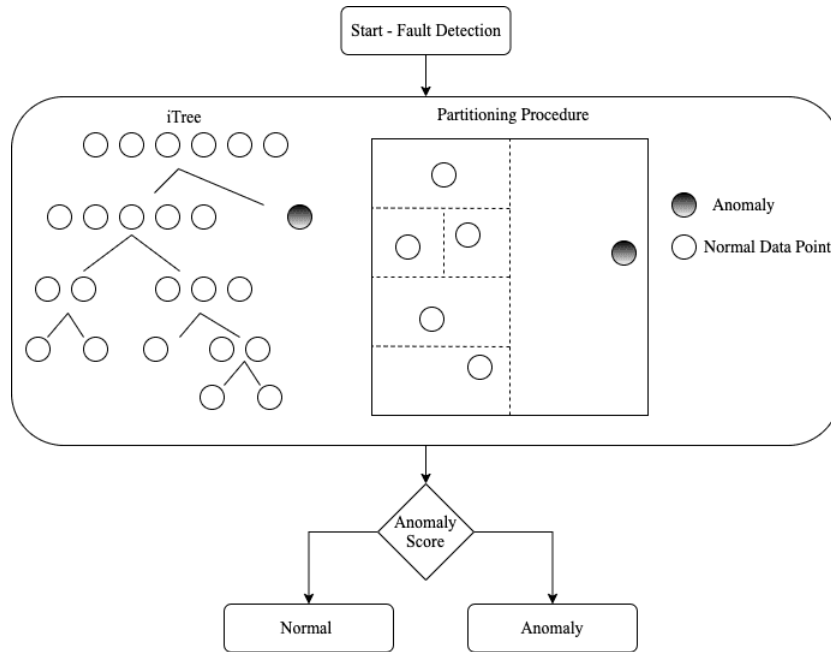 Start - Fault Detection
iTree
Partitioning Procedure
Anomaly
Normal Data Point
Anomaly
Score
Normal
Anomaly